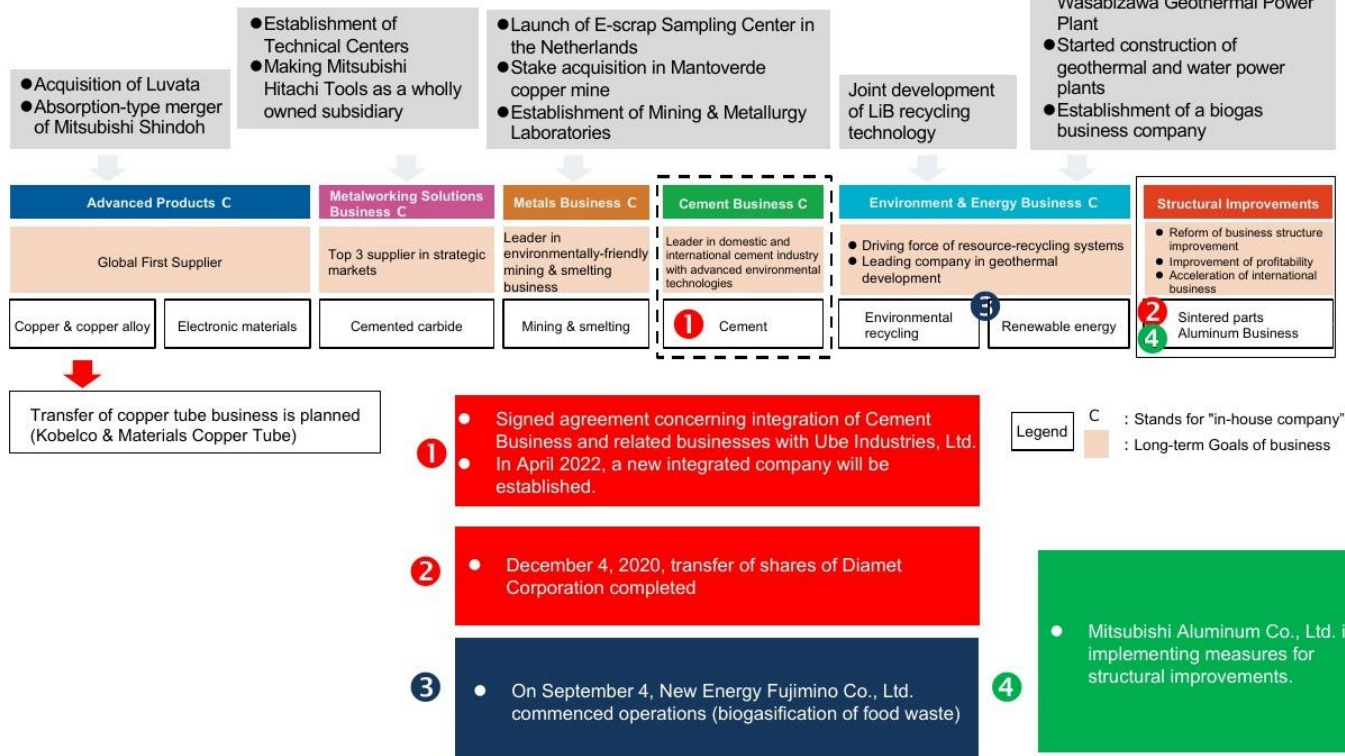 ●Establishment of
Technical Centers
●Making Mitsubishi
Hitachi Tools as a wholly
owned subsidiary
●Launch of E-scrap Sampling Center in
the Netherlands
●Stake acquisition in Mantoverde
copper mine
●Establishment of Mining & Metallurgy
Laboratories
Wasabizawa Geothermal Power
Plant
●Started construction of
geothermal and water power
plants
●Establishment of a biogas
business company
●Acquisition of Luvata
●Absorption-type merger
of Mitsubishi Shindoh
Joint development
of LiB recycling
technology
Advanced Products C
Metalworking Solutions
Business C
Metals Business C
Cement Business C
Environment & Energy Business C
Structural Improvements
Global First Supplier
Top 3 supplier in strategic
markets
Leader in
environmentally-friendly
mining & smelting
business
Leader in domestic and
international cement industry
with advanced environmental
technologies
● Driving force of resource-recycling systems
● Leading company in geothermal
development
● Reform of business structure
improvement
● Improvement of profitability
● Acceleration of international
business
Copper & copper alloy
Electronic materials
Cemented carbide
Mining & smelting
❶ Cement
Environmental
recycling
❸
Renewable energy
❷ Sintered parts
❹ Aluminum Business
Transfer of copper tube business is planned
(Kobelco & Materials Copper Tube)
❶
● Signed agreement concerning integration of Cement
Business and related businesses with Ube Industries, Ltd.
● In April 2022, a new integrated company will be
established.
Legend
C : Stands for "in-house company"
: Long-term Goals of business
❷
● December 4, 2020, transfer of shares of Diamet
Corporation completed
❸
● On September 4, New Energy Fujimino Co., Ltd.
commenced operations (biogasification of food waste)
❹
● Mitsubishi Aluminum Co., Ltd. i
implementing measures for
structural improvements.